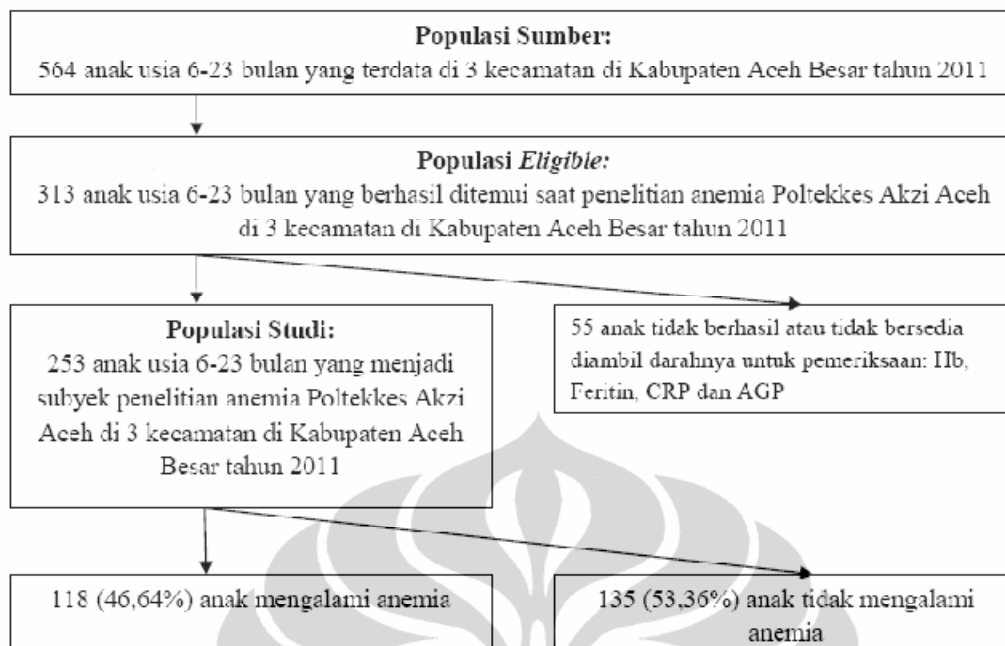 Populasi Sumber:
564 anak usia 6-23 bulan yang terdata di 3 kecamatan di Kabupaten Aceh Besar tahun 2011
Populasi Eligible:
313 anak usia 6-23 bulan yang berhasil ditemui saat penelitian anemia Poltekkes Akzi Aceh
di 3 kecamatan di Kabupaten Aceh Besar tahun 2011
Populasi Studi:
253 anak usia 6-23 bulan yang menjadi
subyek penelitian anemia Poltekkes Akzi
Aceh di 3 kecamatan di Kabupaten Aceh
Besar tahun 2011
55 anak tidak berhasil atau tidak bersedia
diambil darahnya untuk pemeriksaan: Hb,
Feritin, CRP dan AGP
118 (46,64%) anak mengalami anemia
135 (53,36%) anak tidak mengalami
anemia